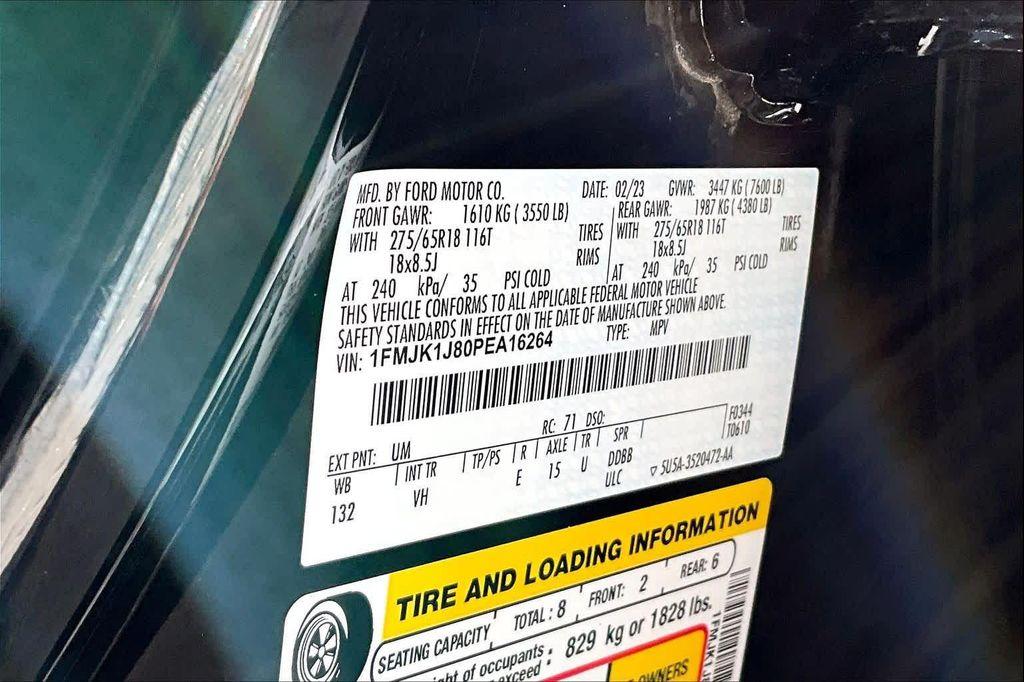 MFD. BY FORD MOTOR CO. DATE: 02/23 GVWR: 3447 KG ( 7600 LB)
FRONT GAWR: 1610 KG ( 3550 LB) REAR GAWR: 1987 KG ( 4380 LB)
WITH 275/65R18 116T TIRES WITH 275/65R18 116T TIRES
18x8.5J RIMS 18x8.5J RIMS
AT 240 kPa/ 35 PSI COLD AT 240 kPa/ 35 PSI COLD
THIS VEHICLE CONFORMS TO ALL APPLICABLE FEDERAL MOTOR VEHICLE
SAFETY STANDARDS IN EFFECT ON THE DATE OF MANUFACTURE SHOWN ABOVE.
VIN: 1FMJK1J80PEA16264 TYPE: MPV
EXT PNT: UM RC: 71 DSO: F0344
WB INT TR TP/PS R AXLE TR SPR T0610
132 VH E 15 U DDBB
ULC 5U5A-3520472-AA
TIRE AND LOADING INFORMATION
SEATING CAPACITY TOTAL: 8 FRONT: 2 REAR: 6
ght of occupants
exceed : 829 kg or 1828 lbs.
OWNERS
1FMJK1J